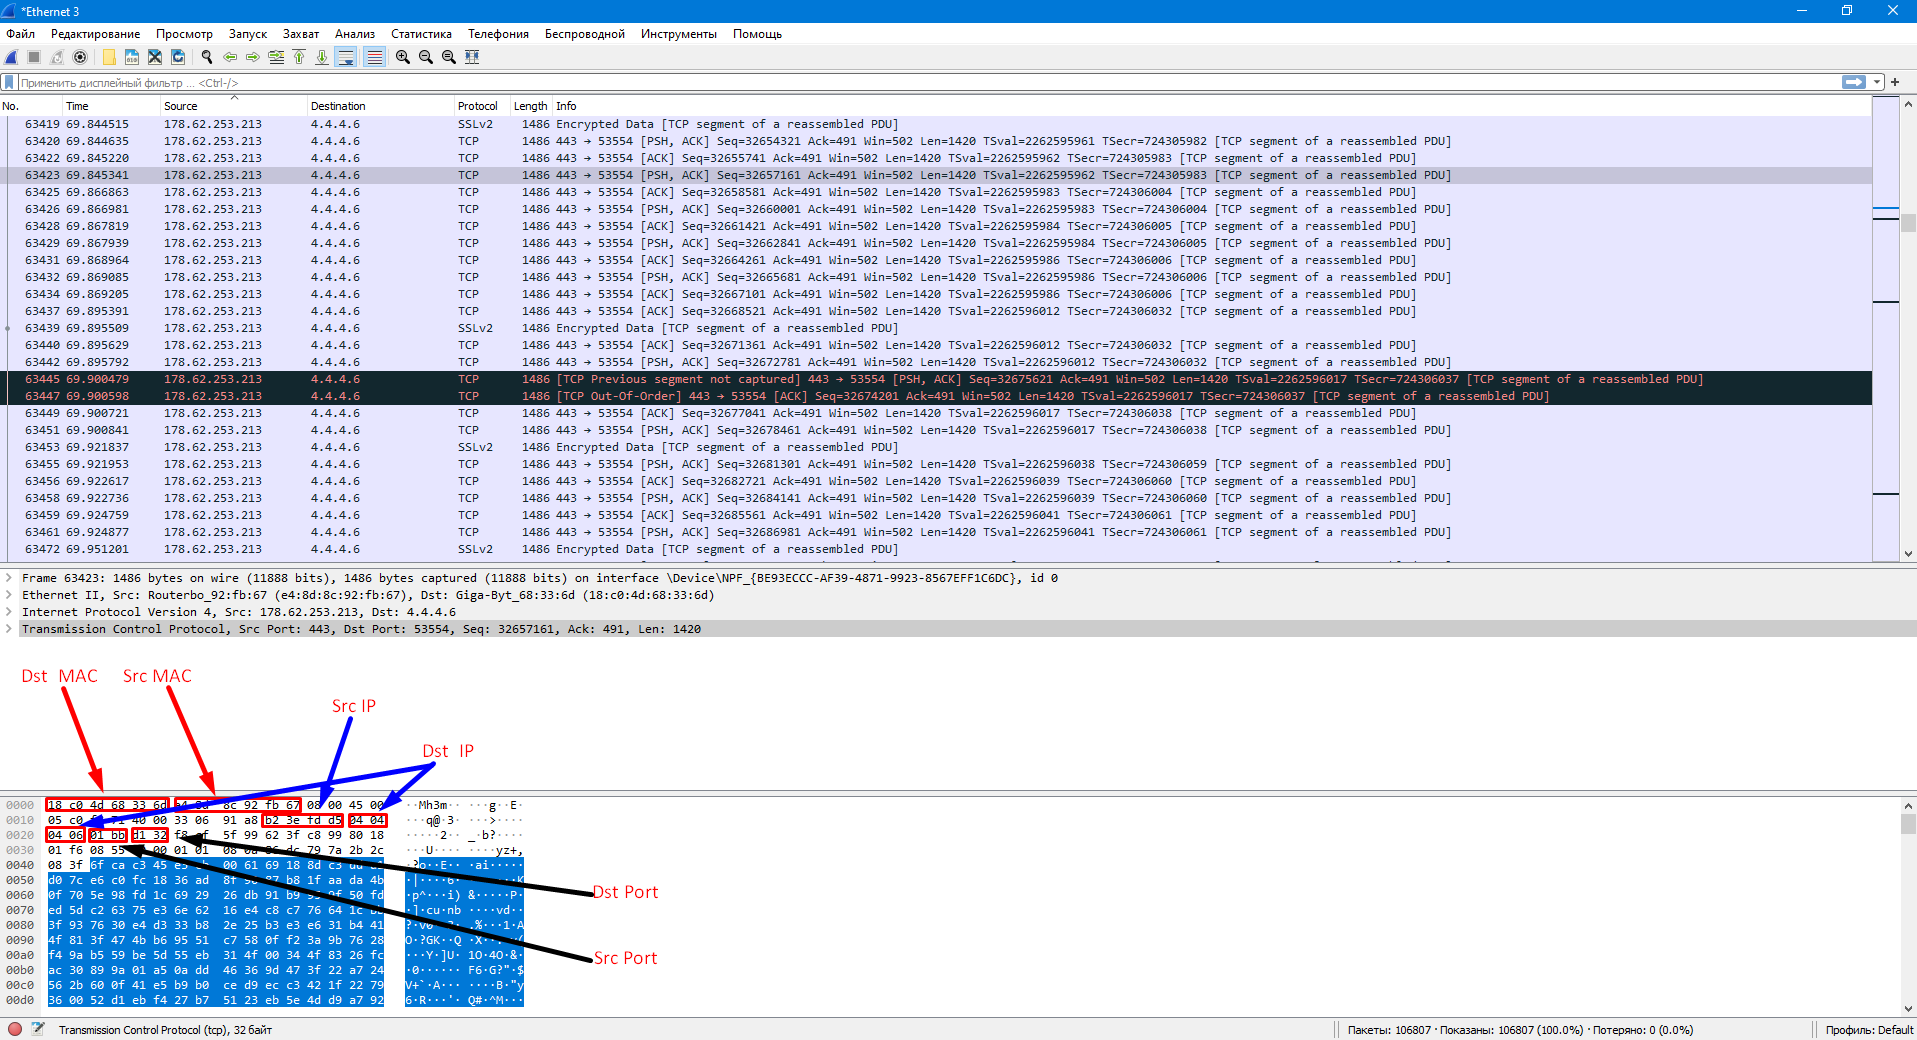 *Ethernet 3
Файл Редактирование Просмотр Запуск Захват Анализ Статистика Телефония Беспроводной Инструменты Помощь
Применить дисплейный фильтр ... <Ctrl-/>
No. Time Source Destination Protocol Length Info
63419 69.844515 178.62.253.213 4.4.4.6 SSLv2 1486 Encrypted Data [TCP segment of a reassembled PDU]
63420 69.844635 178.62.253.213 4.4.4.6 TCP 1486 443 → 53554 [PSH, ACK] Seq=32654321 Ack=491 Win=502 Len=1420 TSval=2262595961 TSecr=724305982 [TCP segment of a reassembled PDU]
63422 69.845220 178.62.253.213 4.4.4.6 TCP 1486 443 → 53554 [ACK] Seq=32655741 Ack=491 Win=502 Len=1420 TSval=2262595962 TSecr=724305983 [TCP segment of a reassembled PDU]
63423 69.845341 178.62.253.213 4.4.4.6 TCP 1486 443 → 53554 [PSH, ACK] Seq=32657161 Ack=491 Win=502 Len=1420 TSval=2262595962 TSecr=724305983 [TCP segment of a reassembled PDU]
63425 69.866863 178.62.253.213 4.4.4.6 TCP 1486 443 → 53554 [ACK] Seq=32658581 Ack=491 Win=502 Len=1420 TSval=2262595983 TSecr=724306004 [TCP segment of a reassembled PDU]
63426 69.866981 178.62.253.213 4.4.4.6 TCP 1486 443 → 53554 [PSH, ACK] Seq=32660001 Ack=491 Win=502 Len=1420 TSval=2262595983 TSecr=724306004 [TCP segment of a reassembled PDU]
63428 69.867819 178.62.253.213 4.4.4.6 TCP 1486 443 → 53554 [ACK] Seq=32661421 Ack=491 Win=502 Len=1420 TSval=2262595984 TSecr=724306005 [TCP segment of a reassembled PDU]
63429 69.867939 178.62.253.213 4.4.4.6 TCP 1486 443 → 53554 [PSH, ACK] Seq=32662841 Ack=491 Win=502 Len=1420 TSval=2262595984 TSecr=724306005 [TCP segment of a reassembled PDU]
63431 69.868964 178.62.253.213 4.4.4.6 TCP 1486 443 → 53554 [ACK] Seq=32664261 Ack=491 Win=502 Len=1420 TSval=2262595986 TSecr=724306006 [TCP segment of a reassembled PDU]
63432 69.869085 178.62.253.213 4.4.4.6 TCP 1486 443 → 53554 [PSH, ACK] Seq=32665681 Ack=491 Win=502 Len=1420 TSval=2262595986 TSecr=724306006 [TCP segment of a reassembled PDU]
63434 69.869205 178.62.253.213 4.4.4.6 TCP 1486 443 → 53554 [ACK] Seq=32667101 Ack=491 Win=502 Len=1420 TSval=2262595986 TSecr=724306006 [TCP segment of a reassembled PDU]
63437 69.895391 178.62.253.213 4.4.4.6 TCP 1486 443 → 53554 [ACK] Seq=32668521 Ack=491 Win=502 Len=1420 TSval=2262596012 TSecr=724306032 [TCP segment of a reassembled PDU]
63439 69.895509 178.62.253.213 4.4.4.6 SSLv2 1486 Encrypted Data [TCP segment of a reassembled PDU]
63440 69.895629 178.62.253.213 4.4.4.6 TCP 1486 443 → 53554 [ACK] Seq=32671361 Ack=491 Win=502 Len=1420 TSval=2262596012 TSecr=724306032 [TCP segment of a reassembled PDU]
63442 69.895792 178.62.253.213 4.4.4.6 TCP 1486 443 → 53554 [PSH, ACK] Seq=32672781 Ack=491 Win=502 Len=1420 TSval=2262596012 TSecr=724306032 [TCP segment of a reassembled PDU]
63445 69.900479 178.62.253.213 4.4.4.6 TCP 1486 [TCP Previous segment not captured] 443 → 53554 [PSH, ACK] Seq=32675621 Ack=491 Win=502 Len=1420 TSval=2262596017 TSecr=724306037 [TCP segment of a reassembled PDU]
63447 69.900598 178.62.253.213 4.4.4.6 TCP 1486 [TCP Out-Of-Order] 443 → 53554 [ACK] Seq=32674201 Ack=491 Win=502 Len=1420 TSval=2262596017 TSecr=724306037 [TCP segment of a reassembled PDU]
63449 69.900721 178.62.253.213 4.4.4.6 TCP 1486 443 → 53554 [ACK] Seq=32677041 Ack=491 Win=502 Len=1420 TSval=2262596017 TSecr=724306038 [TCP segment of a reassembled PDU]
63451 69.900841 178.62.253.213 4.4.4.6 TCP 1486 443 → 53554 [PSH, ACK] Seq=32678461 Ack=491 Win=502 Len=1420 TSval=2262596017 TSecr=724306038 [TCP segment of a reassembled PDU]
63453 69.921837 178.62.253.213 4.4.4.6 SSLv2 1486 Encrypted Data [TCP segment of a reassembled PDU]
63455 69.921953 178.62.253.213 4.4.4.6 TCP 1486 443 → 53554 [PSH, ACK] Seq=32681301 Ack=491 Win=502 Len=1420 TSval=2262596038 TSecr=724306059 [TCP segment of a reassembled PDU]
63456 69.922617 178.62.253.213 4.4.4.6 TCP 1486 443 → 53554 [ACK] Seq=32682721 Ack=491 Win=502 Len=1420 TSval=2262596039 TSecr=724306060 [TCP segment of a reassembled PDU]
63458 69.922736 178.62.253.213 4.4.4.6 TCP 1486 443 → 53554 [PSH, ACK] Seq=32684141 Ack=491 Win=502 Len=1420 TSval=2262596039 TSecr=724306060 [TCP segment of a reassembled PDU]
63459 69.924759 178.62.253.213 4.4.4.6 TCP 1486 443 → 53554 [ACK] Seq=32685561 Ack=491 Win=502 Len=1420 TSval=2262596041 TSecr=724306061 [TCP segment of a reassembled PDU]
63461 69.924877 178.62.253.213 4.4.4.6 TCP 1486 443 → 53554 [PSH, ACK] Seq=32686981 Ack=491 Win=502 Len=1420 TSval=2262596041 TSecr=724306061 [TCP segment of a reassembled PDU]
63472 69.951201 178.62.253.213 4.4.4.6 SSLv2 1486 Encrypted Data [TCP segment of a reassembled PDU]
Frame 63423: 1486 bytes on wire (11888 bits), 1486 bytes captured (11888 bits) on interface \Device\NPF_{BE93ECCC-AF39-4871-9923-8567EFF1C6DC}, id 0
Ethernet II, Src: Routerbo_92:fb:67 (e4:8d:8c:92:fb:67), Dst: Giga-Byt_68:33:6d (18:c0:4d:68:33:6d)
Internet Protocol Version 4, Src: 178.62.253.213, Dst: 4.4.4.6
Transmission Control Protocol, Src Port: 443, Dst Port: 53554, Seq: 32657161, Ack: 491, Len: 1420
Dst MAC Src MAC
Src IP
Dst IP
0000 18 c0 4d 68 33 6d 8c 92 fb 67 08 00 45 00 ··Mh3m·· ···g··E·
0010 05 c0 71 40 00 33 06 91 a8 b2 3e fd d5 04 04
0020 04 06 01 bb d1 32 5f 99 62 3f c8 99 80 18
0030 01 f6 08 55 00 01 01 08 0a 79 7a 2b 2c
0040 08 3f 6f ca c3 45 00 61 69 18 8d c3
0050 d0 7c e6 c0 fc 18 36 ad 87 b8 1f aa da 4b
0060 0f 70 5e 98 fd 1c 69 29 26 db 91 b9 9f 50 fd
0070 ed 5d c2 63 75 e3 6e 62 16 e4 c8 c7 76 64 1c
0080 3f 93 76 30 e4 d3 33 b8 2e 25 b3 e3 e6 31 b4 41
0090 4f 81 3f 47 4b b6 95 51 c7 58 0f f2 3a 9b 76 28
00a0 f4 9a b5 59 be 5d 55 eb 31 4f 00 34 4f 83 26 fc
00b0 ac 30 89 9a 01 a5 0a dd 46 36 9d 47 3f 22 a7 24
00c0 56 2b 60 0f 41 e5 b9 b0 ce d9 ec c3 42 1f 22 79
00d0 36 00 52 d1 eb f4 27 b7 51 23 eb 5e 4d d9 a7 92
Dst Port
Src Port
Transmission Control Protocol (tcp), 32 байт
Пакеты: 106807 · Показаны: 106807 (100.0%) · Потеряно: 0 (0.0%)
Профиль: Default